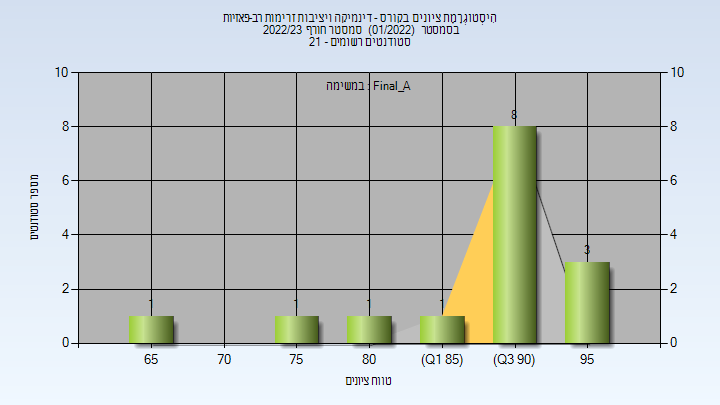 הִיסְטוֹגְרָמַת ציונים בקורס - דינמיקה ויציבות זרימות רב-פאזיות
בסמסטר (01/2022) סמסטר חורף 2022/23
סטודנטים רשומים - 21
במשימה : Final_A
מספר סטודנטים
10 10
8 8
6 6
4 4
2 2
0 0
1 1 1 1 8 3
65 70 75 80 (Q1 85) (Q3 90) 95
טווח ציונים